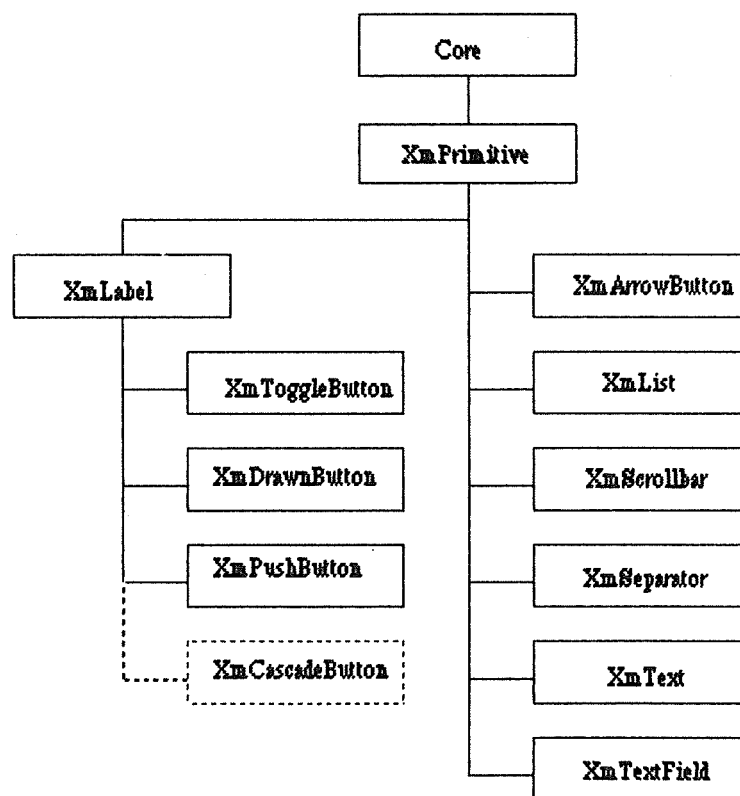 Core
XmPrimitive
XmLabel
XmArrowButton
XmToggleButton
XmList
XmDrawnButton
XmScrollbar
XmPushButton
XmSeparator
XmCascadeButton
XmText
XmTextField